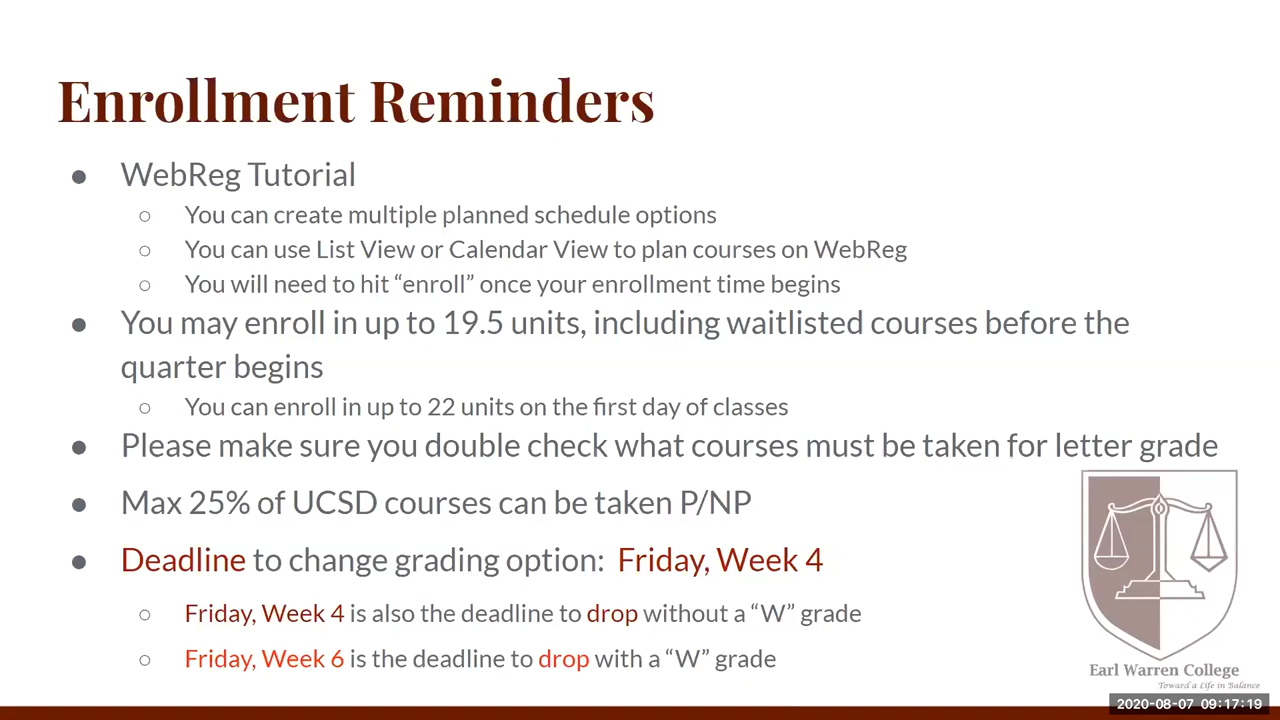 Enrollment Reminders
● WebReg Tutorial
○ You can create multiple planned schedule options
○ You can use List View or Calendar View to plan courses on WebReg
○ You will need to hit “enroll” once your enrollment time begins
● You may enroll in up to 19.5 units, including waitlisted courses before the
quarter begins
○ You can enroll in up to 22 units on the first day of classes
● Please make sure you double check what courses must be taken for letter grade
● Max 25% of UCSD courses can be taken P/NP
● Deadline to change grading option: Friday, Week 4
○ Friday, Week 4 is also the deadline to drop without a “W” grade
○ Friday, Week 6 is the deadline to drop with a “W” grade
Earl Warren College
Toward a Life in Balance
2020-08-07 09:17:19